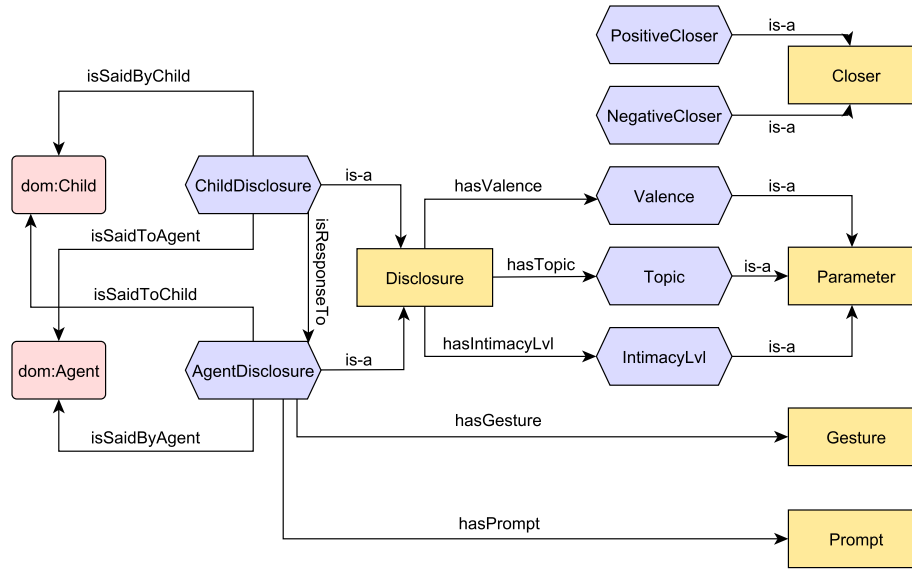 PositiveCloser
is-a
Closer
isSaidByChild
NegativeCloser
is-a
dom:Child
ChildDisclosure
is-a
hasValence
Valence
is-a
isSaidToAgent
isResponseTo
Disclosure
hasTopic
Topic
is-a
Parameter
isSaidToChild
hasIntimacyLvl
IntimacyLvl
is-a
dom:Agent
AgentDisclosure
is-a
isSaidByAgent
hasGesture
Gesture
hasPrompt
Prompt